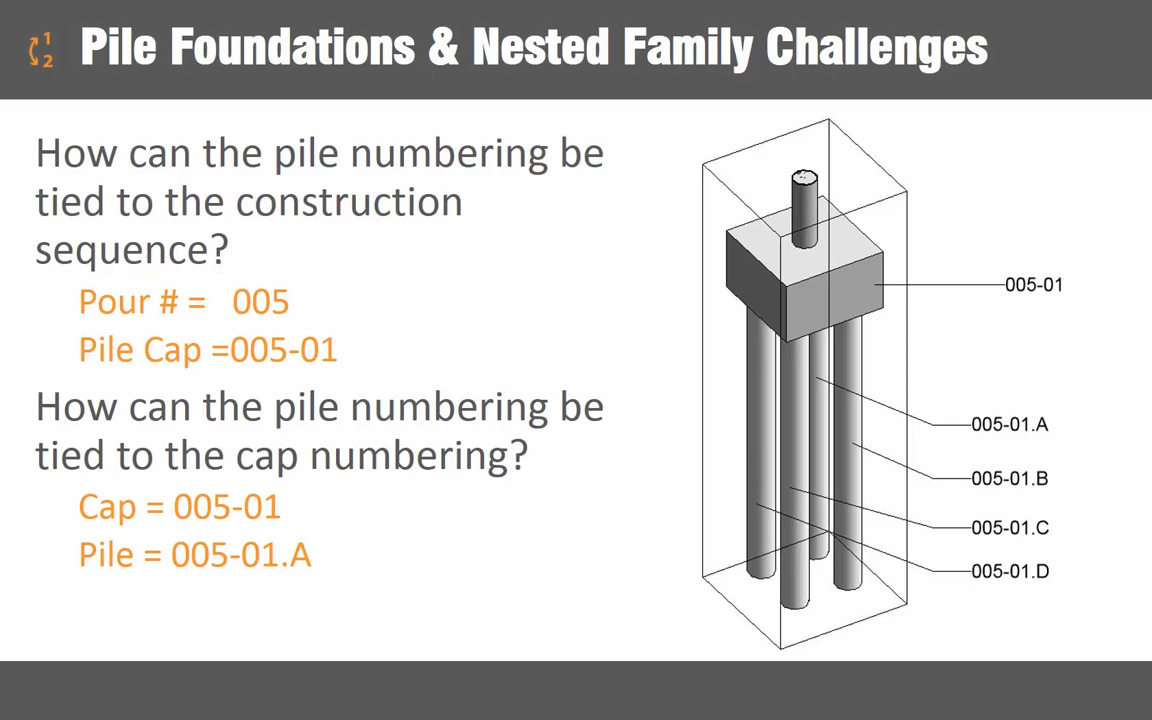 1
2
Pile Foundations & Nested Family Challenges
How can the pile numbering be
tied to the construction
sequence?
Pour # = 005
Pile Cap =005-01
How can the pile numbering be
tied to the cap numbering?
Cap = 005-01
Pile = 005-01.A
005-01
005-01.A
005-01.B
005-01.C
005-01.D